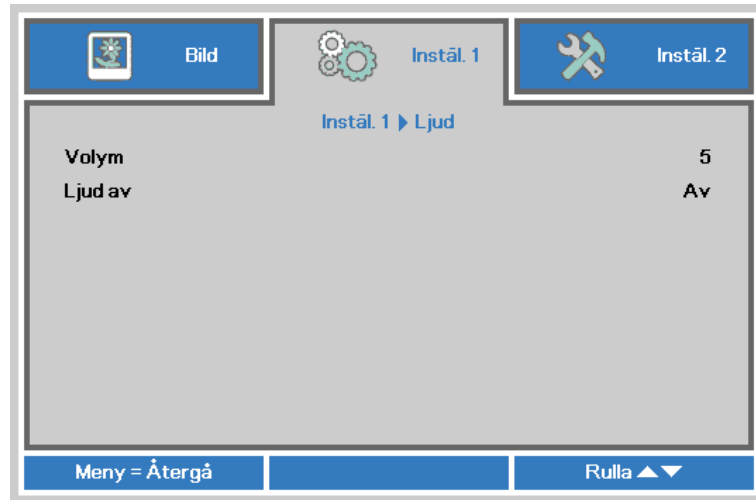 Bild
Instäl. 1
Instäl. 2
Instäl. 1 ▶ Ljud
Volym 5
Ljud av Av
Meny = Återgå
Rulla ▲▼